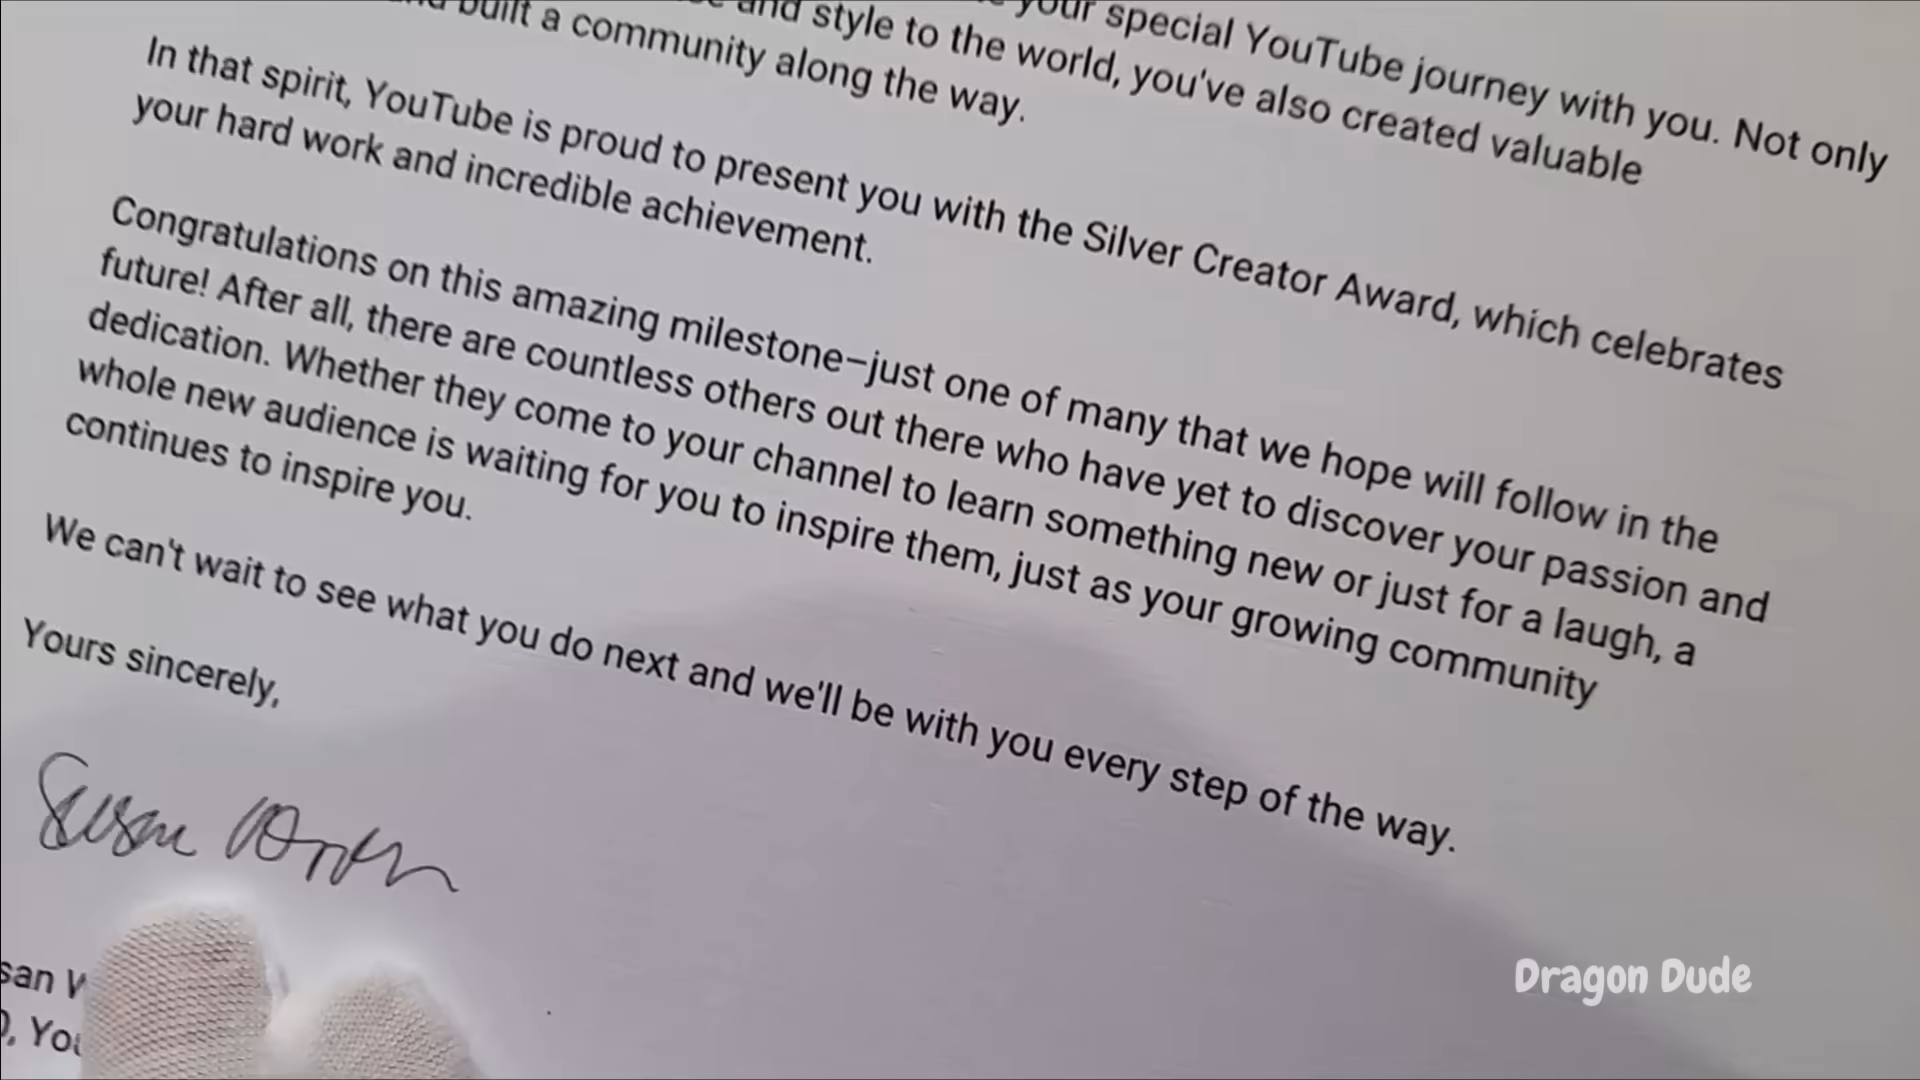 your special YouTube journey with you. Not only
and style to the world, you've also created valuable
built a community along the way.
In that spirit, YouTube is proud to present you with the Silver Creator Award, which celebrates
your hard work and incredible achievement.
Congratulations on this amazing milestone–just one of many that we hope will follow in the
future! After all, there are countless others out there who have yet to discover your passion and
dedication. Whether they come to your channel to learn something new or just for a laugh, a
whole new audience is waiting for you to inspire them, just as your growing community
continues to inspire you.
We can't wait to see what you do next and we'll be with you every step of the way.
Yours sincerely,
Susan
Dragon Dude